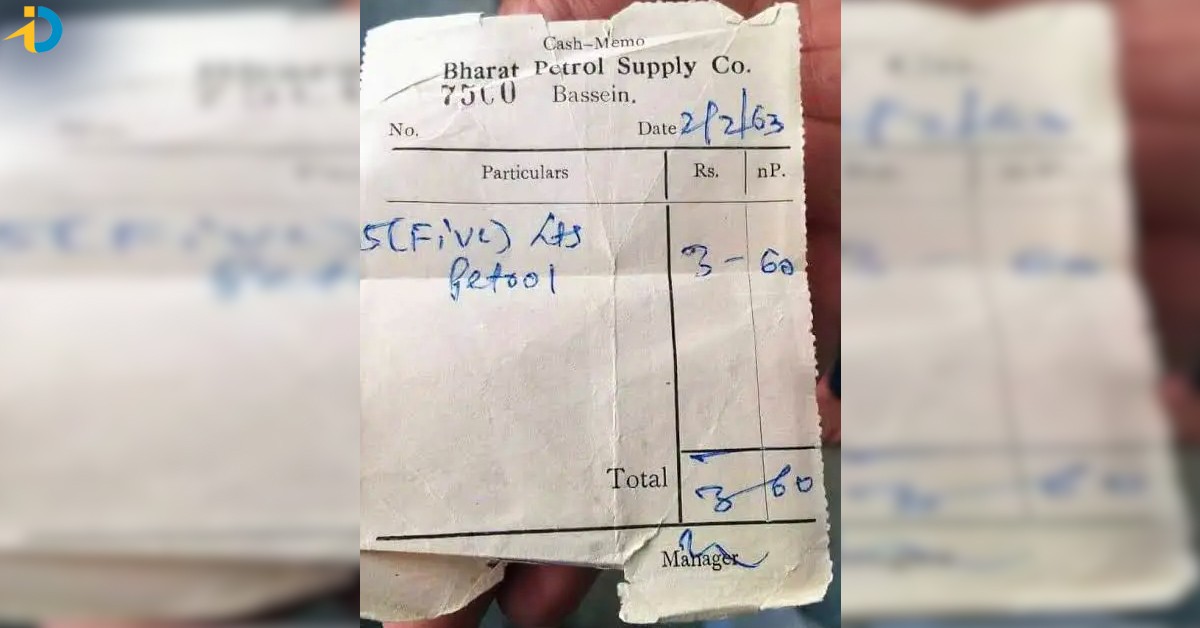 Cash-Memo
Bharat Petrol Supply Co.
7500 Bassein.
No. Date 2/2/63
Particulars Rs. nP.
5(Five) Lts 3 - 60
Petrol
Total 3 60
Manager